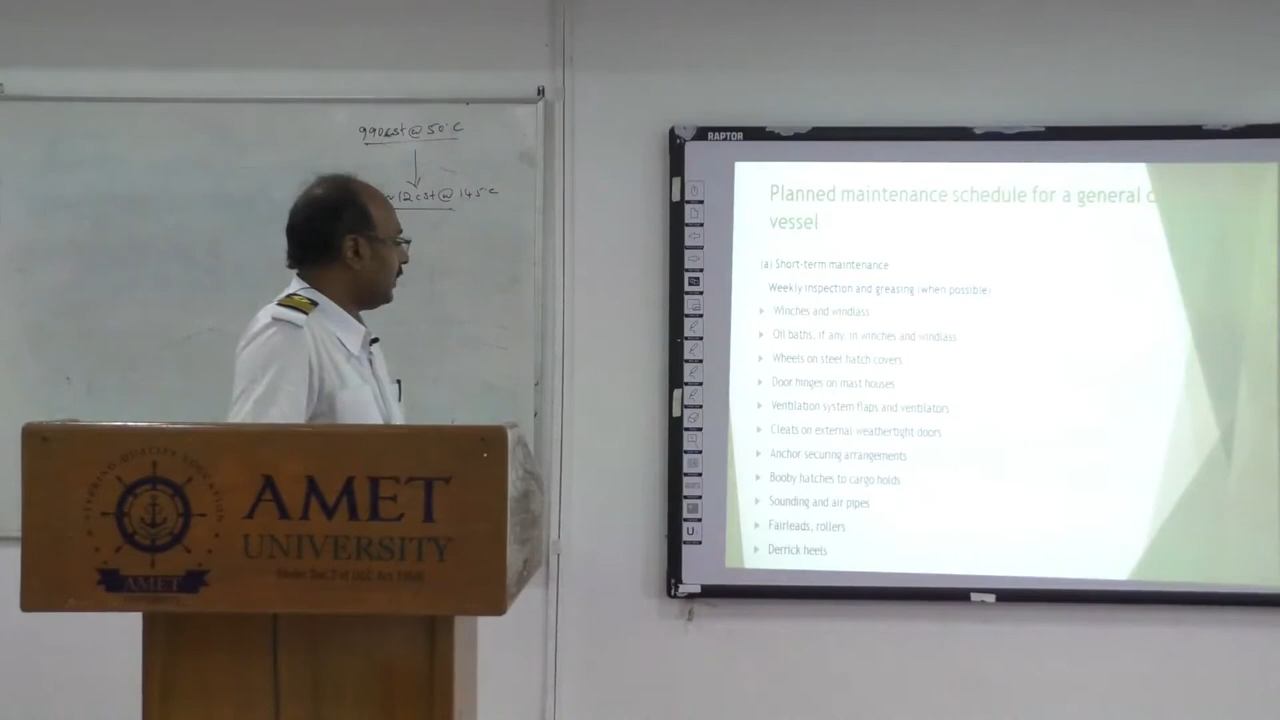 990cst@50°C
12cst@ 145°C
RAPTOR
Planned maintenance schedule for a general
vessel
(a) Short-term maintenance
Weekly inspection and greasing (when possible)
Winches and windlass
Oil baths, if any, in winches and windlass
Wheels on steel hatch covers
Door hinges on mast houses
Ventilation system flaps and ventilators
Cleats on external weathertight doors
Anchor securing arrangements
Booby hatches to cargo holds
Sounding and air pipes
Fairleads, rollers
Derrick heels
QUALITY EDUCATION
AMET
AMET
UNIVERSITY